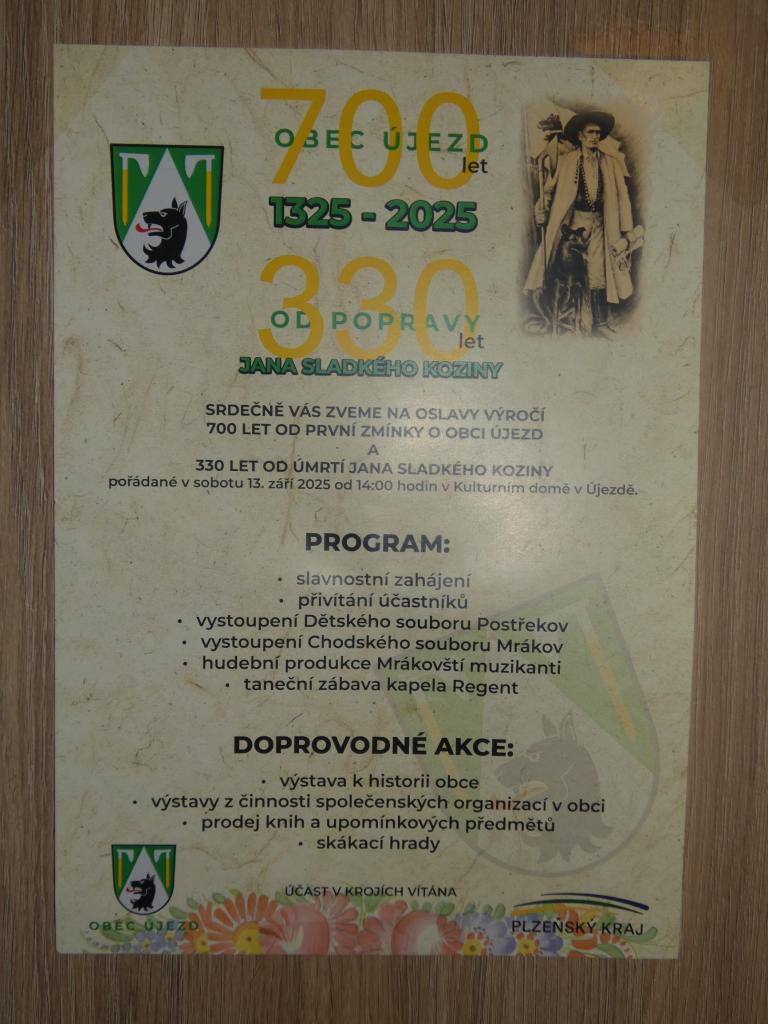 700
OBEC ÚJEZD
let
1325 - 2025
330
OD POPRAVY
let
JANA SLADKÉHO KOZINY
SRDEČNĚ VÁS ZVEME NA OSLAVY VÝROČÍ
700 LET OD PRVNÍ ZMÍNKY O OBCI ÚJEZD
A
330 LET OD ÚMRTÍ JANA SLADKÉHO KOZINY
pořádané v sobotu 13. září 2025 od 14:00 hodin v Kulturním domě v Újezdě.
PROGRAM:
• slavnostní zahájení
• přivítání účastníků
• vystoupení Dětského souboru Postřekov
• vystoupení Chodského souboru Mrákov
• hudební produkce Mrákovští muzikanti
• taneční zábava kapela Regent
DOPROVODNÉ AKCE:
• výstava k historii obce
• výstavy z činnosti společenských organizací v obci
• prodej knih a upomínkových předmětů
• skákací hrady
ÚČAST V KROJÍCH VÍTÁNA
OBEC ÚJEZD
PLZEŇSKÝ KRAJ